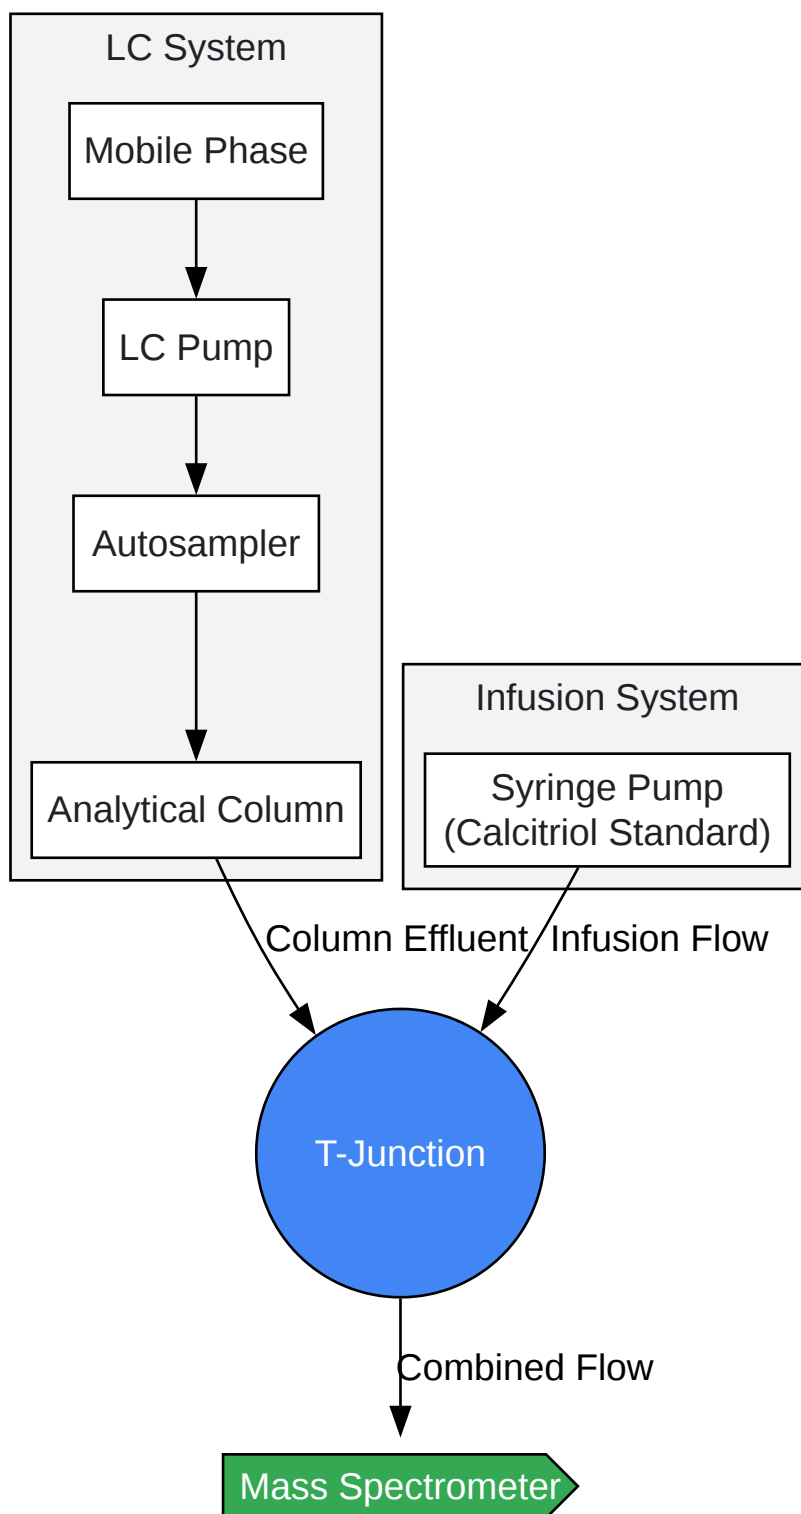 LC System
Mobile Phase
LC Pump
Autosampler
Analytical Column
Infusion System
Syringe Pump
(Calcitriol Standard)
Column Effluent
Infusion Flow
T-Junction
Combined Flow
Mass Spectrometer